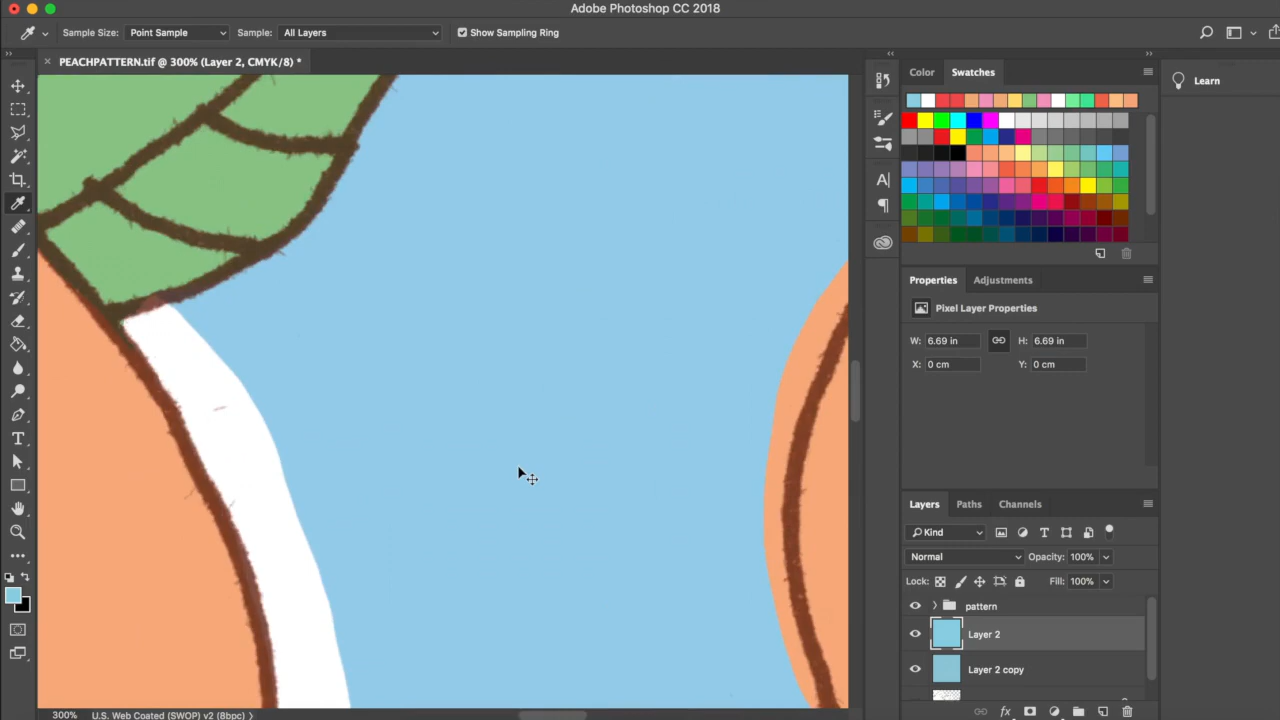 Adobe Photoshop CC 2018
Sample Size: Point Sample Sample: All Layers Show Sampling Ring
PEACHPATTERN.tif @ 300% (Layer 2, CMYK/8) *
Color Swatches
Learn
Properties Adjustments
Pixel Layer Properties
W: 6.69 in H: 6.69 in
X: 0 cm Y: 0 cm
Layers Paths Channels
Kind
Normal Opacity: 100%
Lock: Fill: 100%
pattern
Layer 2
Layer 2 copy
300% U.S. Web Coated (SWOP) v2 (8bpc)